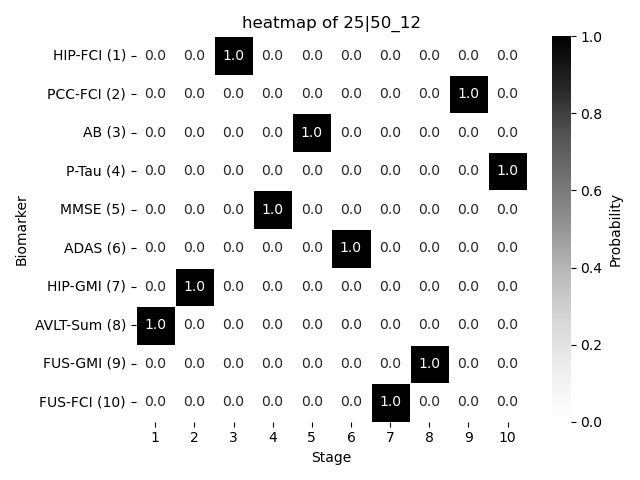 heatmap of 25|50_12
HIP-FCI (1) 0.0 0.0 1.0 0.0 0.0 0.0 0.0 0.0 0.0 0.0
PCC-FCI (2) 0.0 0.0 0.0 0.0 0.0 0.0 0.0 0.0 1.0 0.0
AB (3) 0.0 0.0 0.0 0.0 1.0 0.0 0.0 0.0 0.0 0.0
P-Tau (4) 0.0 0.0 0.0 0.0 0.0 0.0 0.0 0.0 0.0 1.0
MMSE (5) 0.0 0.0 0.0 1.0 0.0 0.0 0.0 0.0 0.0 0.0
ADAS (6) 0.0 0.0 0.0 0.0 0.0 1.0 0.0 0.0 0.0 0.0
HIP-GMI (7) 0.0 1.0 0.0 0.0 0.0 0.0 0.0 0.0 0.0 0.0
AVLT-Sum (8) 1.0 0.0 0.0 0.0 0.0 0.0 0.0 0.0 0.0 0.0
FUS-GMI (9) 0.0 0.0 0.0 0.0 0.0 0.0 0.0 1.0 0.0 0.0
FUS-FCI (10) 0.0 0.0 0.0 0.0 0.0 0.0 1.0 0.0 0.0 0.0
1 2 3 4 5 6 7 8 9 10
Stage
Biomarker
1.0
0.8
0.6
0.4
0.2
0.0
Probability